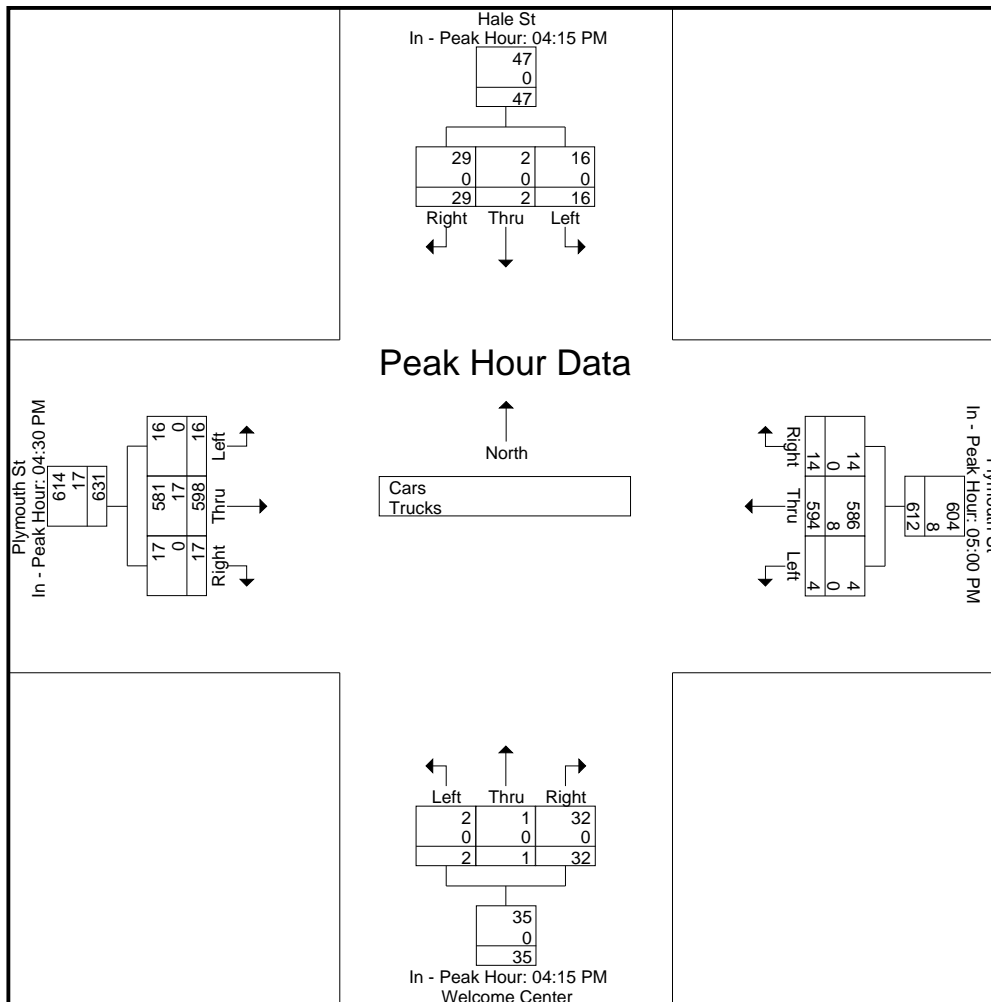 Hale St
In - Peak Hour: 04:15 PM
47
0
47
29 2 16
0 0 0
29 2 16
Right Thru Left
Peak Hour Data
North
Cars
Trucks
Plymouth St
In - Peak Hour: 04:30 PM
614
17
631
16 0 16
581 17 598
17 0 17
Left
Thru
Right
Plymouth St
In - Peak Hour: 05:00 PM
604
8
612
14 0 14
586 8 594
4 0 4
Right
Thru
Left
Left Thru Right
2 1 32
0 0 0
2 1 32
35
0
35
In - Peak Hour: 04:15 PM
Welcome Center